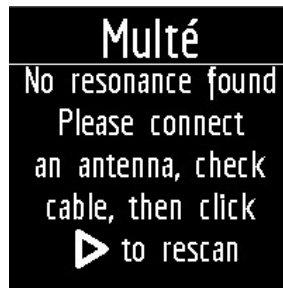 Multé
No resonance found
Please connect
an antenna, check
cable, then click
to rescan